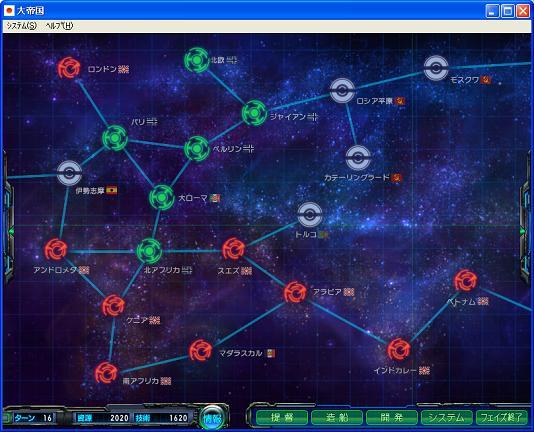 大帝国
システム(S) ヘルプ(H)
ロンドン
北欧
モスクワ
ロシア平原
ジャイアン
パリ
ベルリン
カテーリングラード
伊勢志摩
大ローマ
トルコ
アンドロメダ
北アフリカ
スエズ
アラビア
ベトナム
ケニア
マダラスカル
インドカレー
南アフリカ
ターン 16 資源 2020 技術 1620 情報 提督 造船 開発 システム フェイズ終了